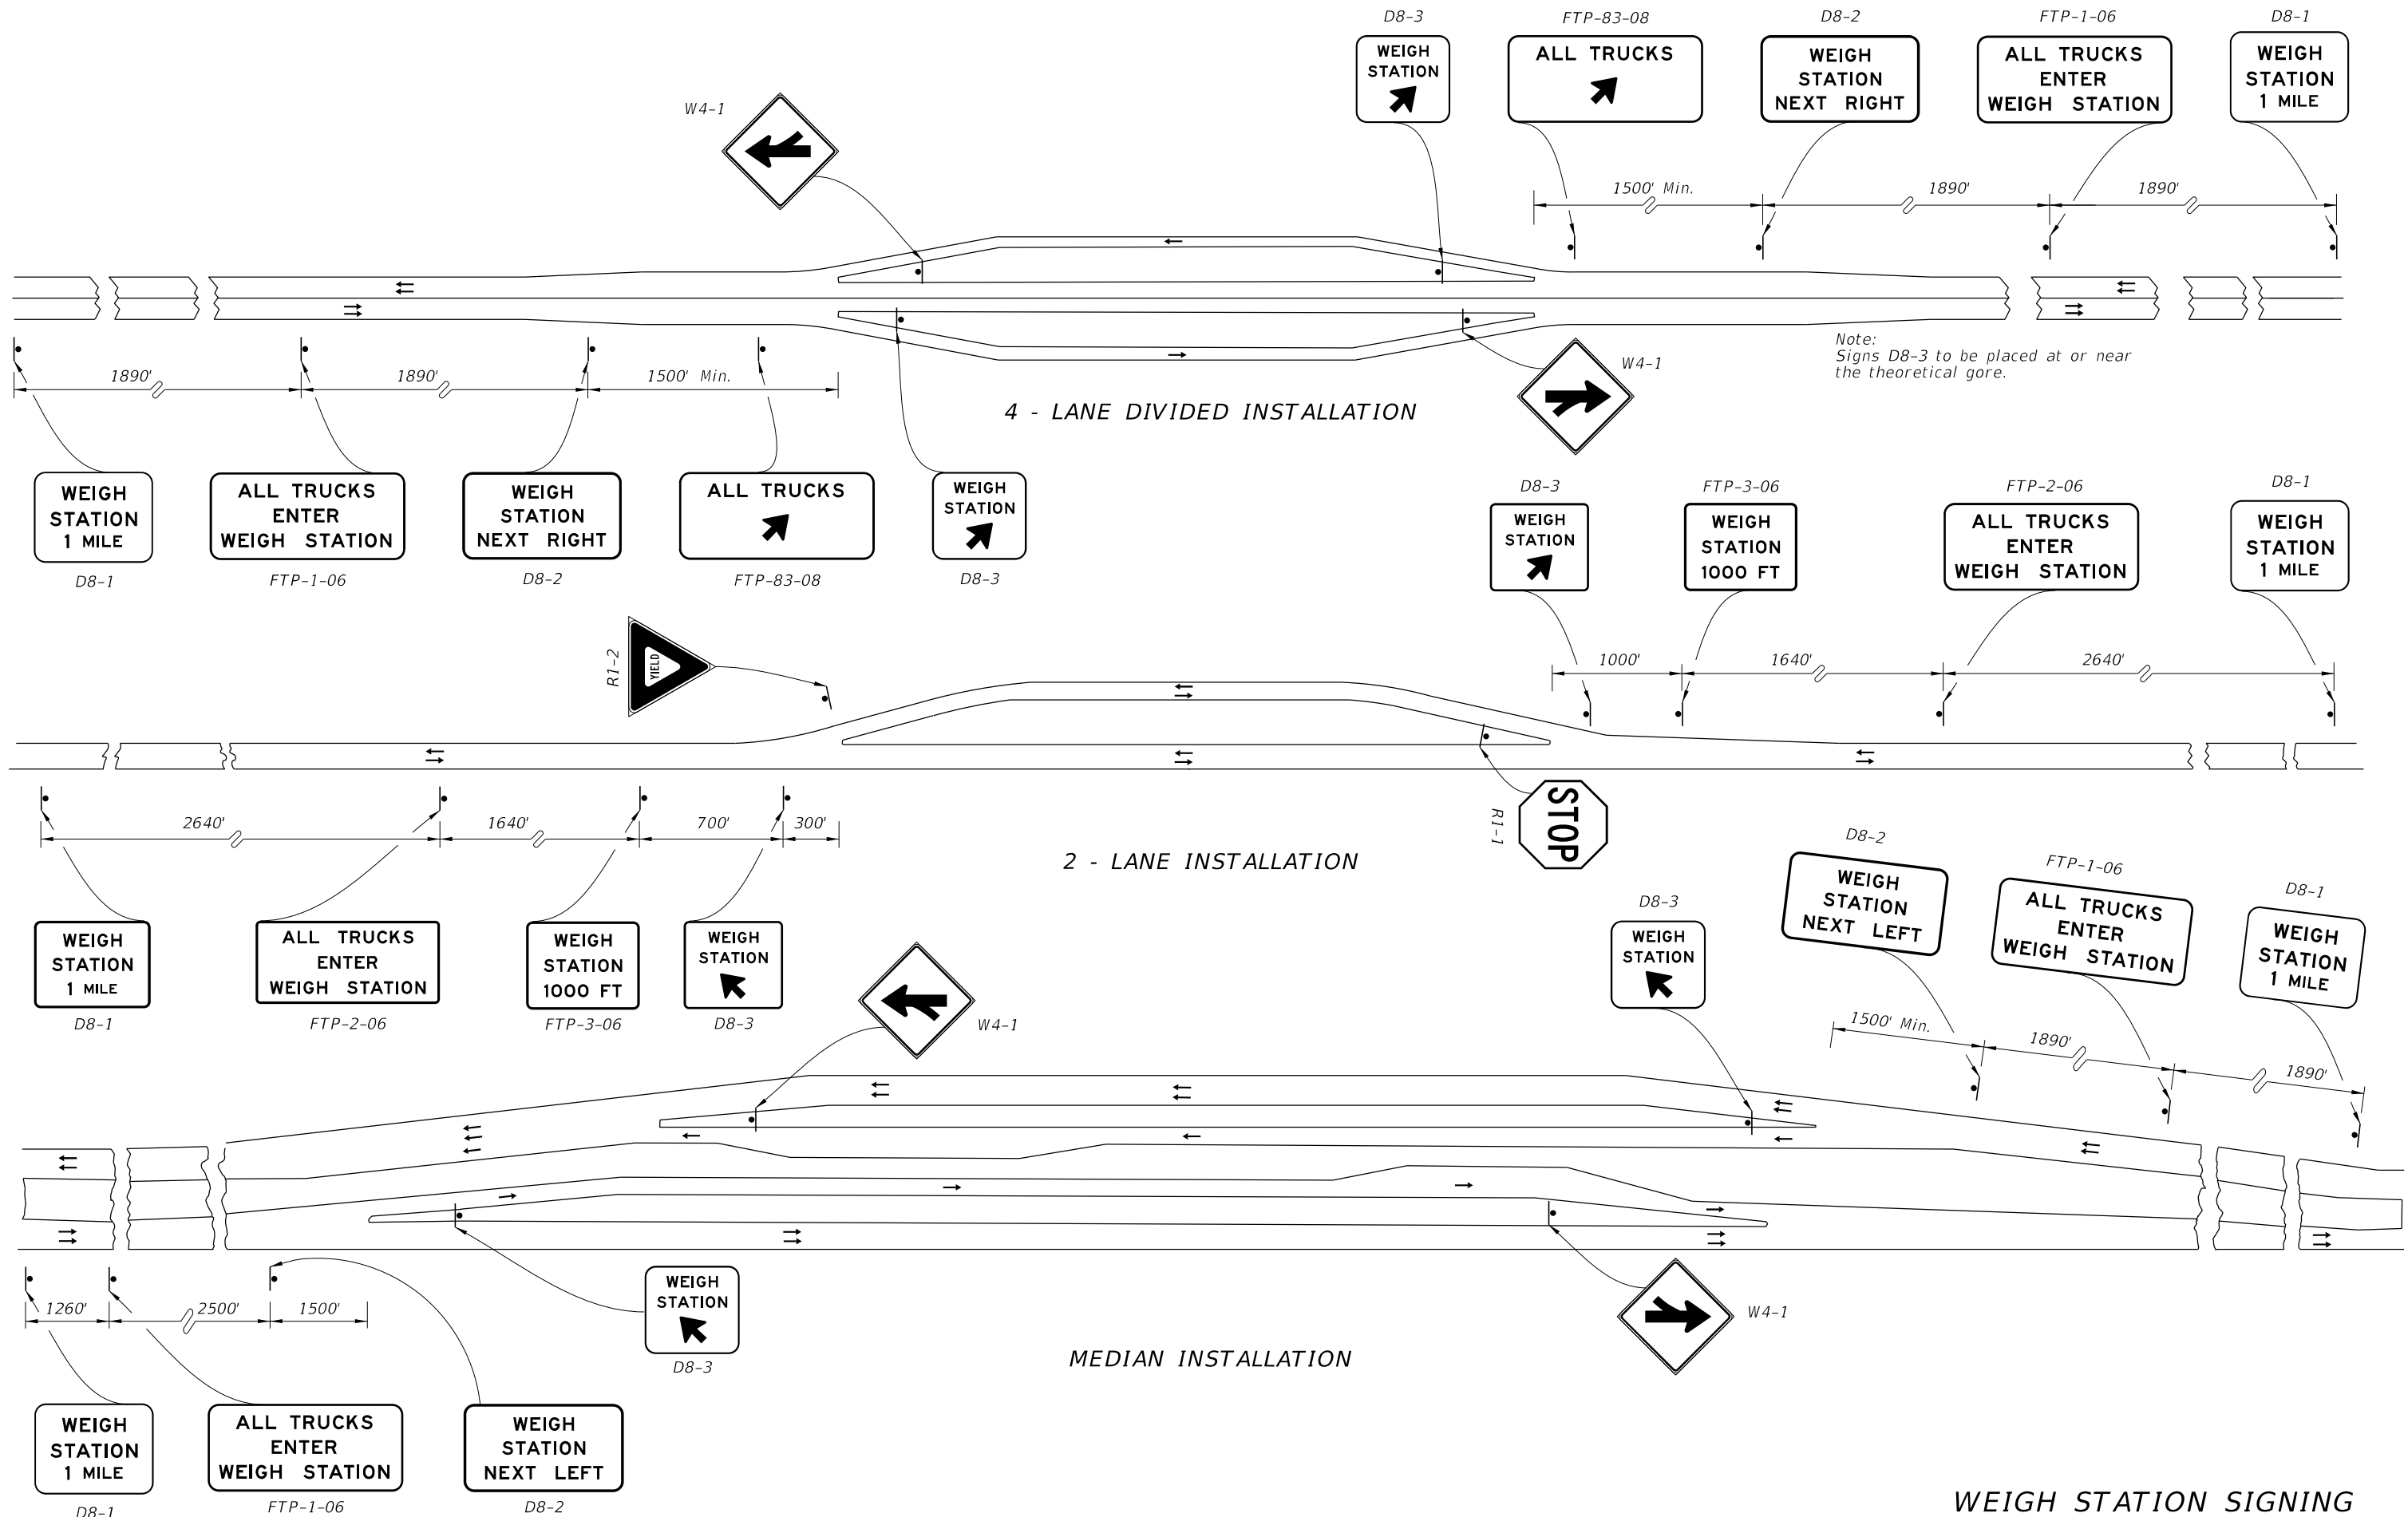 D8-3
FTP-83-08
D8-2
FTP-1-06
D8-1
WEIGH
STATION
ALL TRUCKS
WEIGH
STATION
NEXT RIGHT
ALL TRUCKS
ENTER
WEIGH STATION
WEIGH
STATION
1 MILE
W4-1
1500' Min.
1890'
1890'
Note:
Signs D8-3 to be placed at or near
the theoretical gore.
W4-1
1890'
1890'
1500' Min.
4 - LANE DIVIDED INSTALLATION
WEIGH
STATION
1 MILE
D8-1
ALL TRUCKS
ENTER
WEIGH STATION
FTP-1-06
WEIGH
STATION
NEXT RIGHT
D8-2
ALL TRUCKS
FTP-83-08
WEIGH
STATION
D8-3
D8-3
WEIGH
STATION
FTP-3-06
WEIGH
STATION
1000 FT
FTP-2-06
ALL TRUCKS
ENTER
WEIGH STATION
D8-1
WEIGH
STATION
1 MILE
R1-2
YIELD
1000'
1640'
2640'
2640'
1640'
700'
300'
R1-1
STOP
2 - LANE INSTALLATION
WEIGH
STATION
1 MILE
D8-1
ALL TRUCKS
ENTER
WEIGH STATION
FTP-2-06
WEIGH
STATION
1000 FT
FTP-3-06
WEIGH
STATION
D8-3
W4-1
D8-3
WEIGH
STATION
D8-2
WEIGH
STATION
NEXT LEFT
FTP-1-06
ALL TRUCKS
ENTER
WEIGH STATION
D8-1
WEIGH
STATION
1 MILE
1500' Min.
1890'
1890'
1260'
2500'
1500'
WEIGH
STATION
D8-3
W4-1
MEDIAN INSTALLATION
WEIGH
STATION
1 MILE
D8-1
ALL TRUCKS
ENTER
WEIGH STATION
FTP-1-06
WEIGH
STATION
NEXT LEFT
D8-2
WEIGH STATION SIGNING